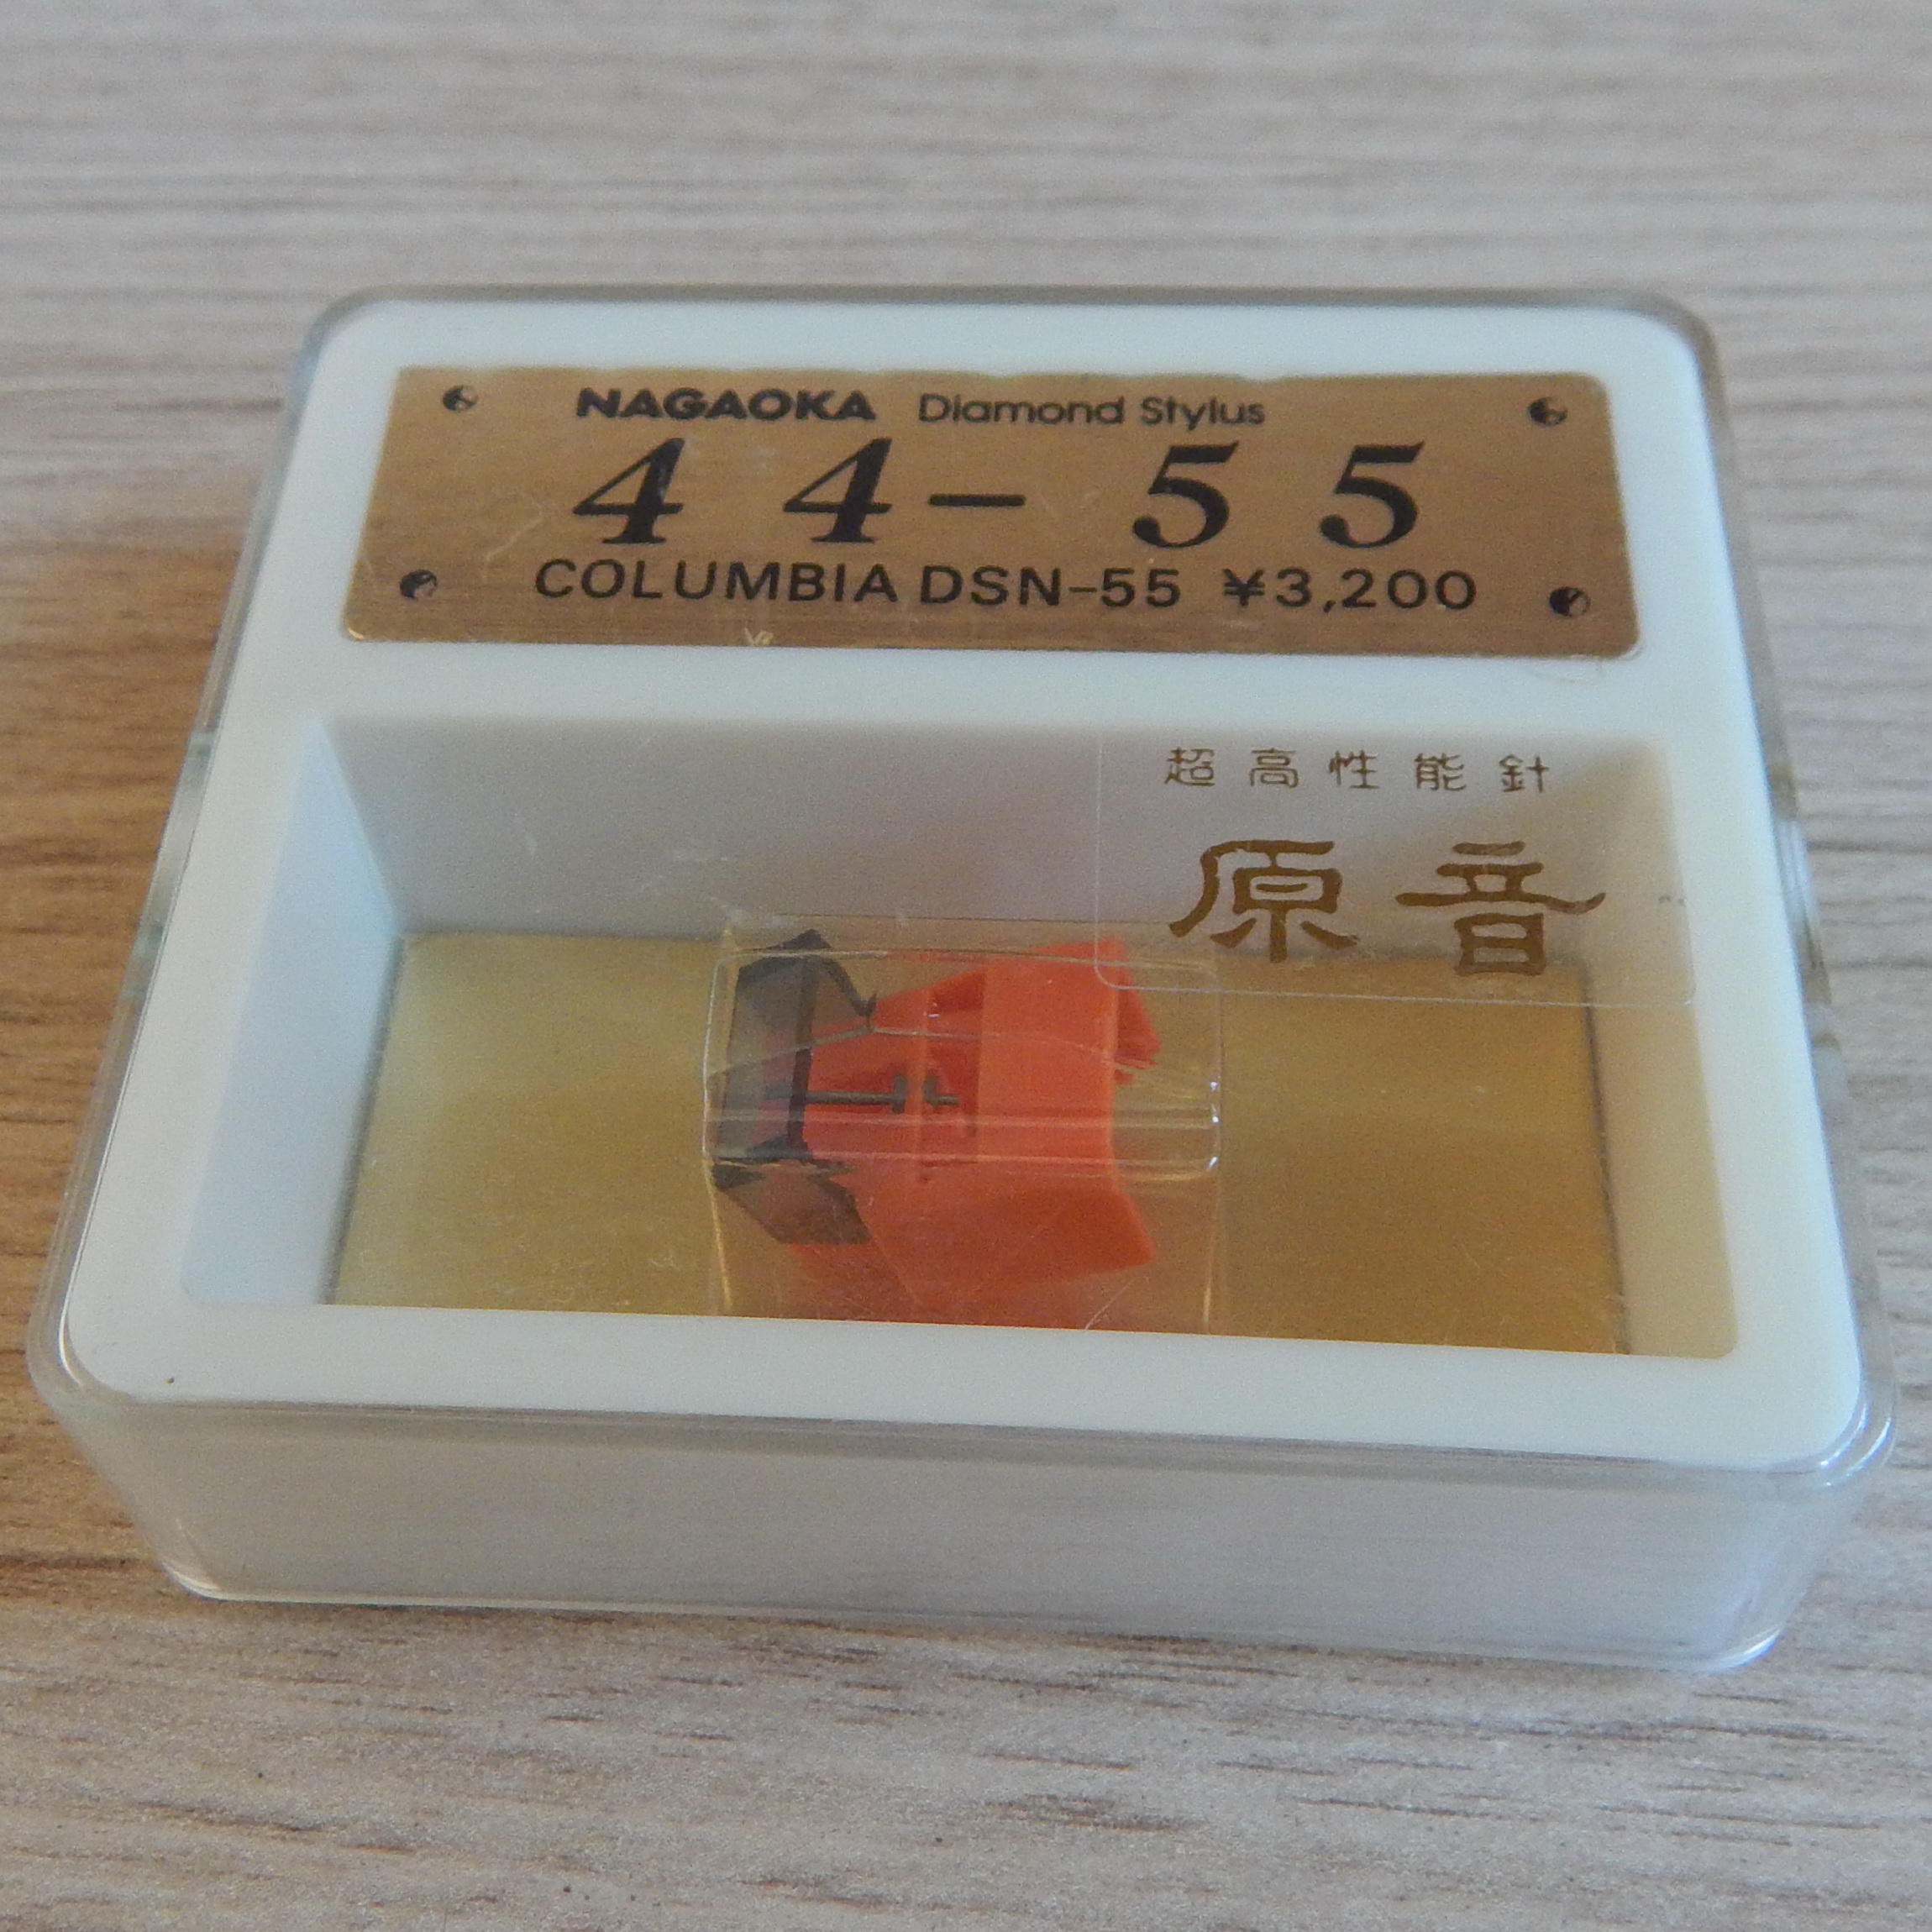 NAGAOKA Diamond Stylus
44-55
COLUMBIA DSN-55 ¥3,200
超高性能針
原音